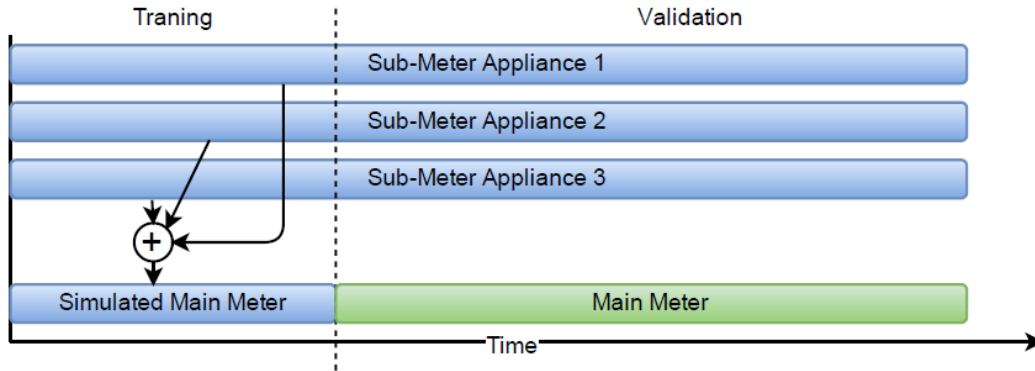 Traning
Validation
Sub-Meter Appliance 1
Sub-Meter Appliance 2
Sub-Meter Appliance 3
+
Simulated Main Meter
Main Meter
Time